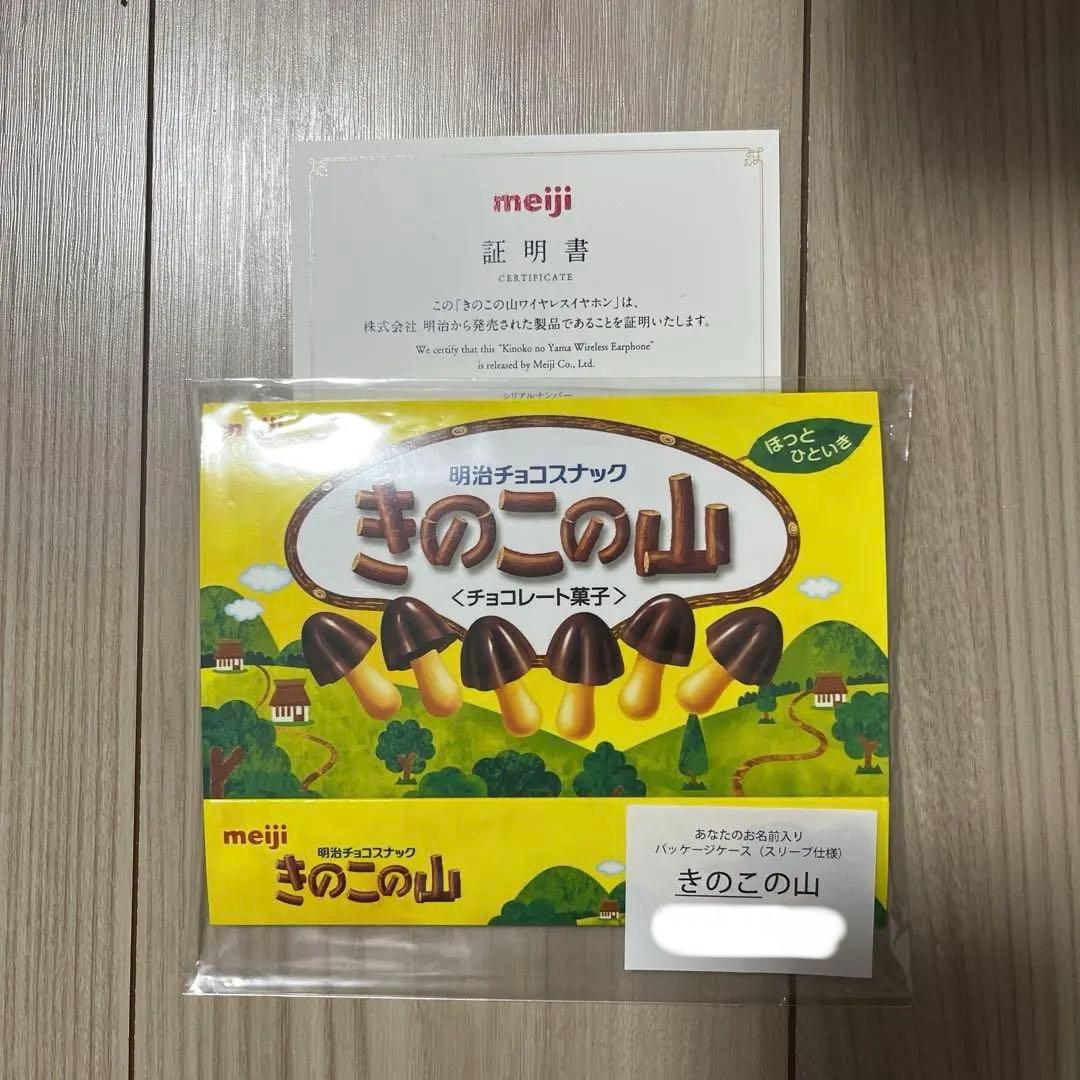 meiji
証明書
CERTIFICATE
この「きのこの山ワイヤレスイヤホン」は、
株式会社 明治から発売された製品であることを証明いたします。
We certify that this "Kinoko no Yama Wireless Earphone"
is released by Meiji Co., Ltd.
シリアルナンバー
meiji
ほっと
ひといき
明治チョコスナック
きのこの山
〈チョコレート菓子〉
meiji
明治チョコスナック
きのこの山
あなたのお名前入り
パッケージケース（スリーブ仕様）
きのこの山